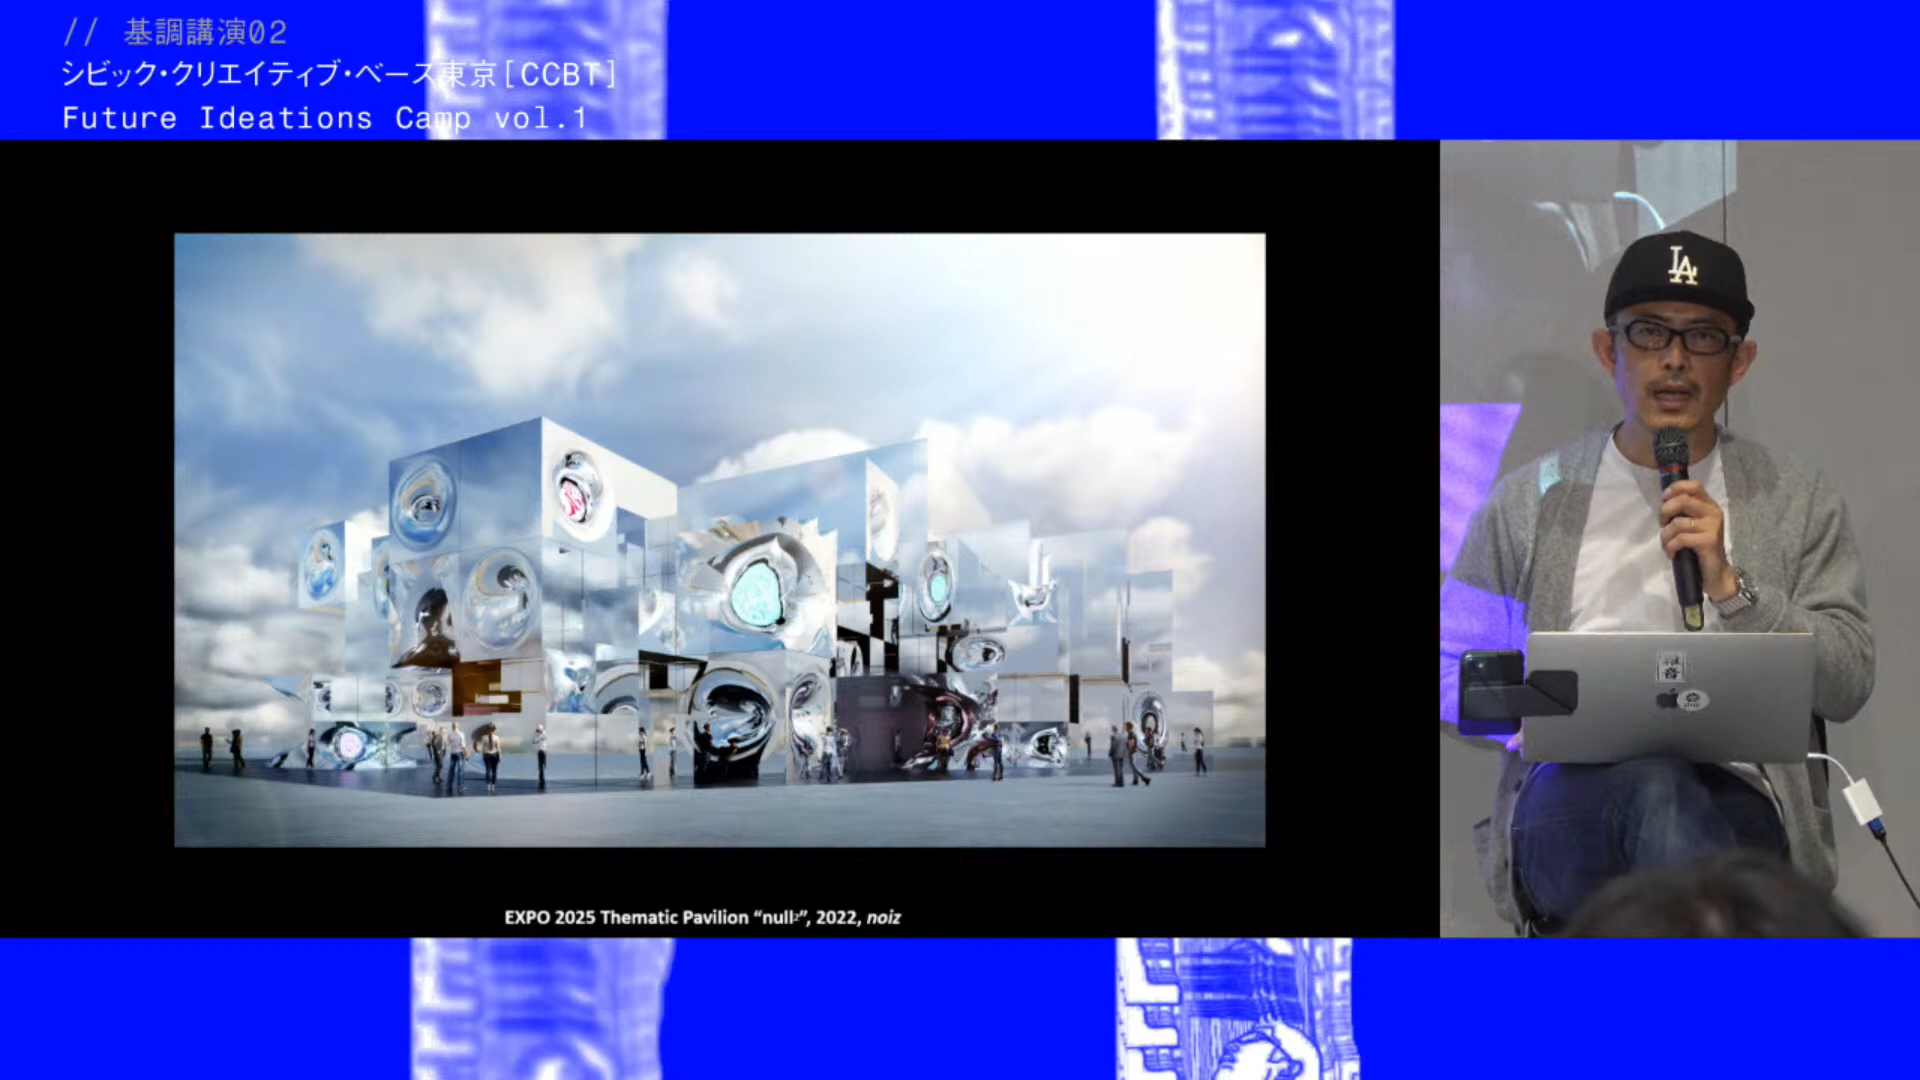 // 基調講演02
シビック・クリエイティブ・ベース東京[CCBT]
Future Ideations Camp vol.1
LA
音
EXPO 2025 Thematic Pavilion “null²”, 2022, noiz